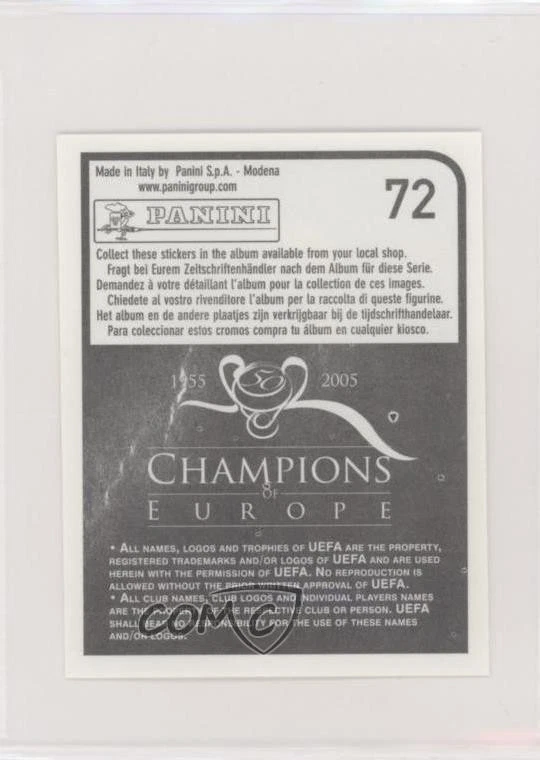 Made in Italy by Panini S.p.A. - Modena
www.paninigroup.com
72
PANINI
Collect these stickers in the album available from your local shop.
Fragt bei Eurem Zeitschriftenhändler nach dem Album für diese Serie.
Demandez à votre détaillant l'album pour la collection de ces images.
Chiedete al vostro rivenditore l'album per la raccolta di queste figurine.
Het album en de andere plaatjes zijn verkrijgbaar bij de tijdschrifthandelaar.
Para coleccionar estos cromos compra tu álbum en cualquier kiosco.
1955 50 2005
CHAMPIONS
OF
EUROPE
• ALL NAMES, LOGOS AND TROPHIES OF UEFA ARE THE PROPERTY,
REGISTERED TRADEMARKS AND/OR LOGOS OF UEFA AND ARE USED
HEREIN WITH THE PERMISSION OF UEFA. NO REPRODUCTION IS
ALLOWED WITHOUT THE PRIOR WRITTEN APPROVAL OF UEFA.
• ALL CLUB NAMES, CLUB LOGOS AND INDIVIDUAL PLAYERS NAMES
ARE THE PROPERTY OF THE RESPECTIVE CLUB OR PERSON. UEFA
SHALL BEAR NO RESPONSIBILITY FOR THE USE OF THESE NAMES
AND/OR LOGOS.
COMC